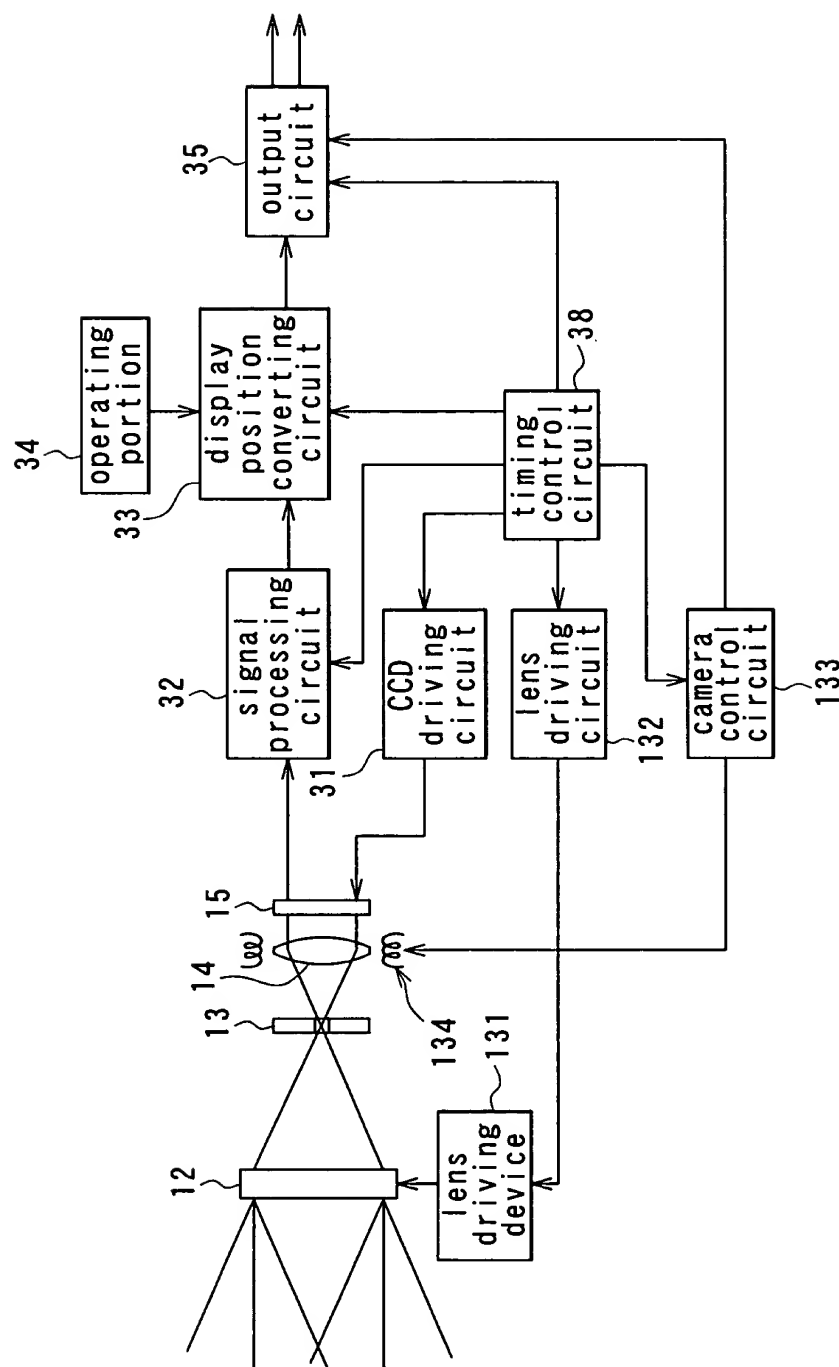 34
operating
portion
35
output
circuit
33
display
position
converting
circuit
32
signal
processing
circuit
38
timing
control
circuit
31
CCD
driving
circuit
132
lens
driving
circuit
133
camera
control
circuit
12
13
14
15
134
131
lens
driving
device